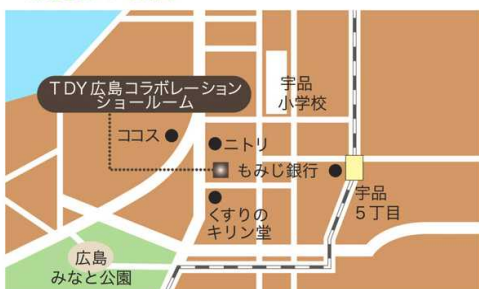 TDY広島コラボレーション
ショールーム
宇品
小学校
ココス
ニトリ
もみじ銀行
宇品
5丁目
くすりの
キリン堂
広島
みなと公園